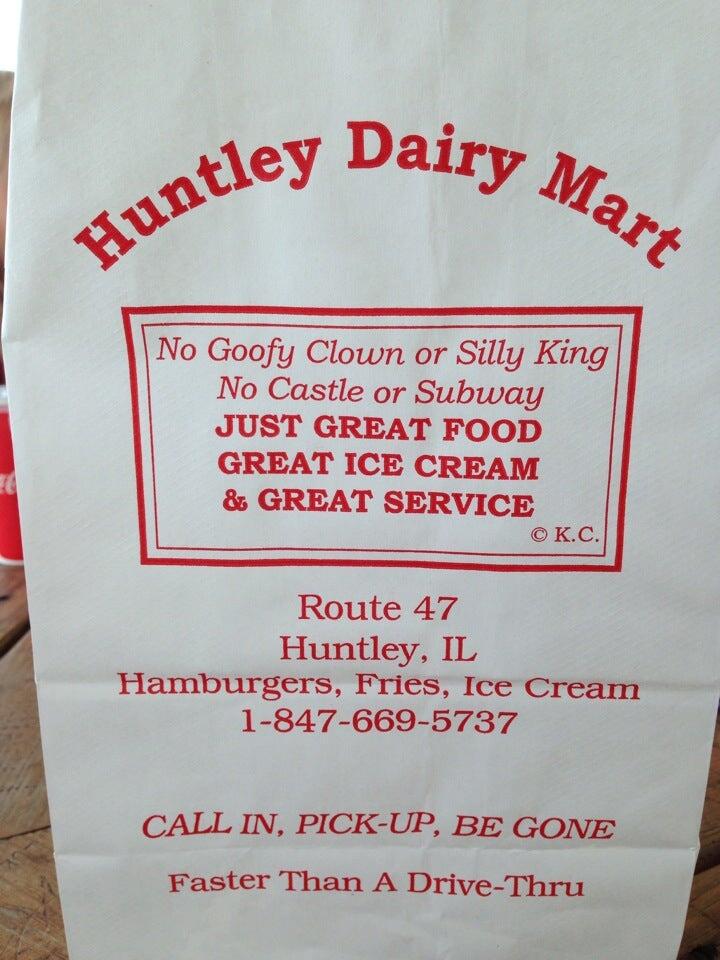 Huntley Dairy Mart
No Goofy Clown or Silly King
No Castle or Subway
JUST GREAT FOOD
GREAT ICE CREAM
& GREAT SERVICE
© K.C.
Route 47
Huntley, IL
Hamburgers, Fries, Ice Cream
1-847-669-5737
CALL IN, PICK-UP, BE GONE
Faster Than A Drive-Thru